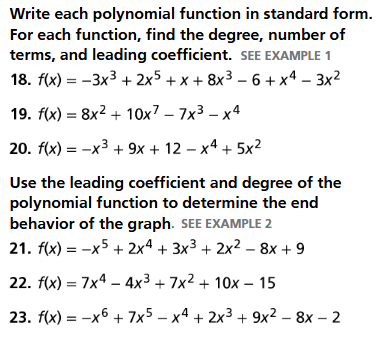 Write each polynomial function in standard form.
For each function, find the degree, number of
terms, and leading coefficient. SEE EXAMPLE 1
18. f(x) = −3x³ + 2x⁵ + x + 8x³ − 6 + x⁴ − 3x²
19. f(x) = 8x² + 10x⁷ − 7x³ − x⁴
20. f(x) = −x³ + 9x + 12 − x⁴ + 5x²
Use the leading coefficient and degree of the
polynomial function to determine the end
behavior of the graph. SEE EXAMPLE 2
21. f(x) = −x⁵ + 2x⁴ + 3x³ + 2x² − 8x + 9
22. f(x) = 7x⁴ − 4x³ + 7x² + 10x − 15
23. f(x) = −x⁶ + 7x⁵ − x⁴ + 2x³ + 9x² − 8x − 2